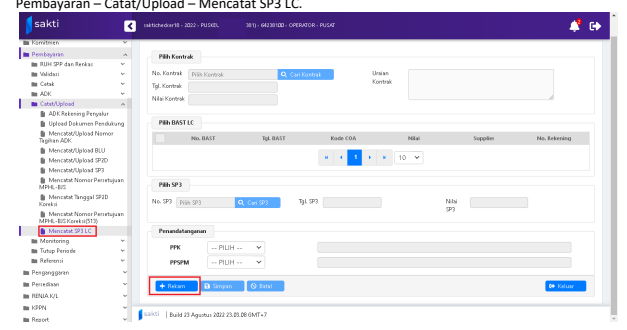 Pembayaran – Catat/Upload – Mencatat SP3 LC.
sakti
saktichecker18 - 2022 - PUSKEL 381) - 642381DD - OPERATOR - PUSAT
Komitmen
Pembayaran
RUH SPP dan Renkas
Validasi
Cetak
ADK
Catat/Upload
ADK Rekening Penyalur
Upload Dokumen Pendukung
Mencatat/Upload Nomor
Tagihan ADK
Mencatat/Upload BLU
Mencatat/Upload SP2D
Mencatat/Upload SP3
Mencatat Nomor Persetujuan
MPHL-BJS
Mencatat Tanggal SP2D
Koreksi
Mencatat Nomor Persetujuan
MPHL-BJS Koreksi(ST3)
Mencatat SP3 LC
Monitoring
Tutup Periode
Referensi
Penganggaran
Persediaan
RENJA K/L
KPPN
Report
Pilih Kontrak
No. Kontrak Pilih Kontrak Cari Kontrak
Tgl. Kontrak
Nilai Kontrak
Uraian
Kontrak
Pilih BAST LC
No. BAST Tgl. BAST Kode COA Nilai Supplier No. Rekening
1 10
Pilih SP3
No. SP3 Pilih SP3 Cari SP3 Tgl. SP3 Nilai
SP3
Penandatanganan
PPK -- PILIH --
PPSPM -- PILIH --
Rekam Simpan Batal Keluar
sakti | Build 23 Agustus 2022 23.03.08 GMT+7